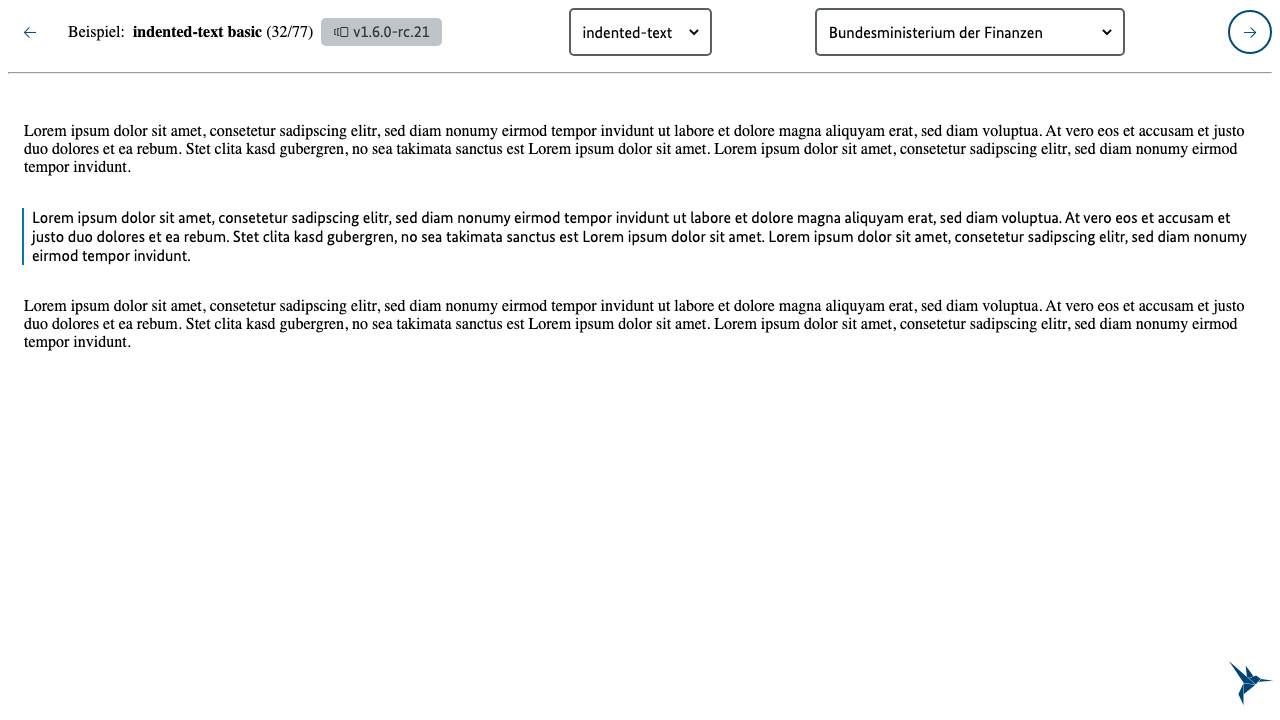 Beispiel: indented-text basic (32/77) v1.6.0-rc.21 indented-text Bundesministerium der Finanzen
Lorem ipsum dolor sit amet, consetetur sadipscing elitr, sed diam nonumy eirmod tempor invidunt ut labore et dolore magna aliquyam erat, sed diam voluptua. At vero eos et accusam et justo
duo dolores et ea rebum. Stet clita kasd gubergren, no sea takimata sanctus est Lorem ipsum dolor sit amet. Lorem ipsum dolor sit amet, consetetur sadipscing elitr, sed diam nonumy eirmod
tempor invidunt.
Lorem ipsum dolor sit amet, consetetur sadipscing elitr, sed diam nonumy eirmod tempor invidunt ut labore et dolore magna aliquyam erat, sed diam voluptua. At vero eos et accusam et
justo duo dolores et ea rebum. Stet clita kasd gubergren, no sea takimata sanctus est Lorem ipsum dolor sit amet. Lorem ipsum dolor sit amet, consetetur sadipscing elitr, sed diam nonumy
eirmod tempor invidunt.
Lorem ipsum dolor sit amet, consetetur sadipscing elitr, sed diam nonumy eirmod tempor invidunt ut labore et dolore magna aliquyam erat, sed diam voluptua. At vero eos et accusam et justo
duo dolores et ea rebum. Stet clita kasd gubergren, no sea takimata sanctus est Lorem ipsum dolor sit amet. Lorem ipsum dolor sit amet, consetetur sadipscing elitr, sed diam nonumy eirmod
tempor invidunt.